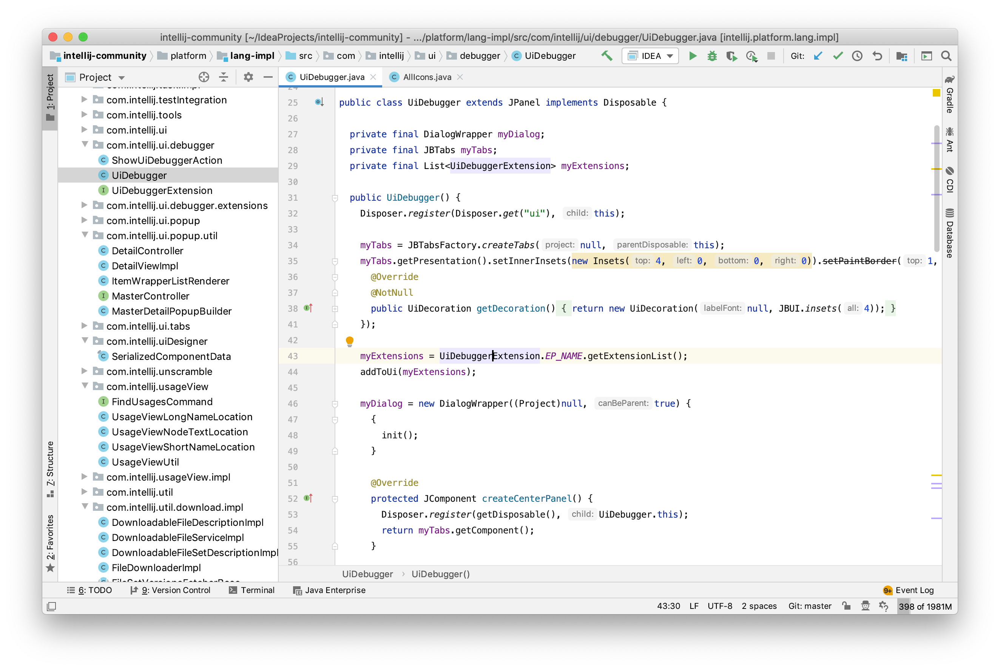 intellij-community [~/IdeaProjects/intellij-community] - .../platform/lang-impl/src/com/intellij/ui/debugger/UiDebugger.java [intellij.platform.lang.impl]
intellij-community platform lang-impl src com intellij ui debugger UiDebugger IDEA Git:
1: Project
7: Structure
2: Favorites
Project
com.intellij.testIntegration
com.intellij.tools
com.intellij.ui
com.intellij.ui.debugger
ShowUiDebuggerAction
UiDebugger
UiDebuggerExtension
com.intellij.ui.debugger.extensions
com.intellij.ui.popup
com.intellij.ui.popup.util
DetailController
DetailViewImpl
ItemWrapperListRenderer
MasterController
MasterDetailPopupBuilder
com.intellij.ui.tabs
com.intellij.uiDesigner
SerializedComponentData
com.intellij.unscramble
com.intellij.usageView
FindUsagesCommand
UsageViewLongNameLocation
UsageViewNodeTextLocation
UsageViewShortNameLocation
UsageViewUtil
com.intellij.usageView.impl
com.intellij.util
com.intellij.util.download.impl
DownloadableFileDescriptionImpl
DownloadableFileServiceImpl
DownloadableFileSetDescriptionImpl
FileDownloaderImpl
UiDebugger.java AllIcons.java
24
25 public class UiDebugger extends JPanel implements Disposable {
26
27 private final DialogWrapper myDialog;
28 private final JBTabs myTabs;
29 private final List<UiDebuggerExtension> myExtensions;
30
31 public UiDebugger() {
32 Disposer.register(Disposer.get("ui"), child: this);
33
34 myTabs = JBTabsFactory.createTabs( project: null, parentDisposable: this);
35 myTabs.getPresentation().setInnerInsets(new Insets( top: 4, left: 0, bottom: 0, right: 0)).setPaintBorder( top: 1,
36 @Override
37 @NotNull
38 public UiDecoration getDecoration() { return new UiDecoration( labelFont: null, JBUI.insets( all: 4)); }
41 });
42
43 myExtensions = UiDebuggerExtension.EP_NAME.getExtensionList();
44 addToUi(myExtensions);
45
46 myDialog = new DialogWrapper((Project)null, canBeParent: true) {
47 {
48 init();
49 }
50
51 @Override
52 protected JComponent createCenterPanel() {
53 Disposer.register(getDisposable(), child: UiDebugger.this);
54 return myTabs.getComponent();
55 }
56
UiDebugger › UiDebugger()
Gradle
Ant
CDI
Database
6: TODO 9: Version Control Terminal Java Enterprise 9+ Event Log
43:30 LF UTF-8 2 spaces Git: master 398 of 1981M